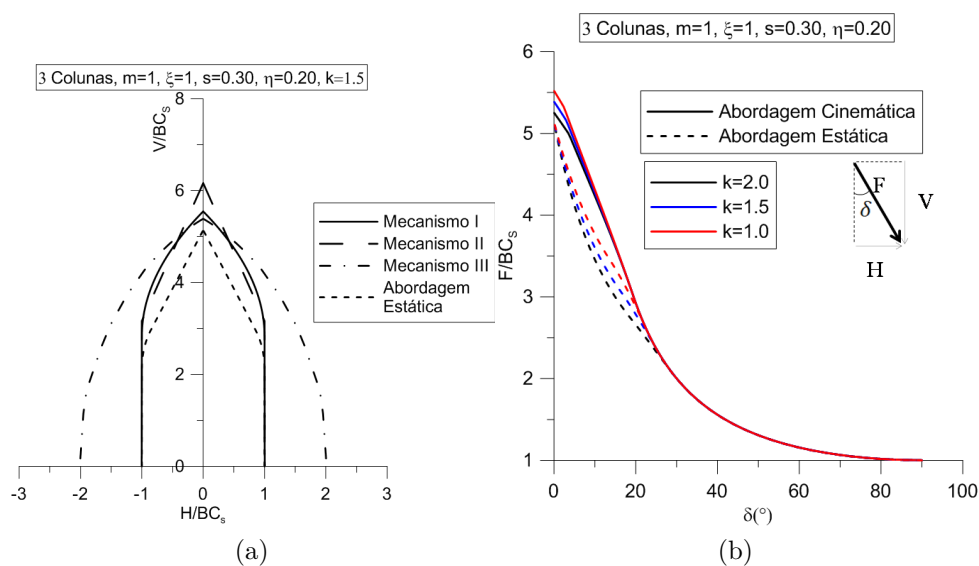 3 Colunas, m=1, ξ=1, s=0.30, η=0.20, k=1.5
V/BCs
8
6
4
2
0
-3 -2 -1 0 1 2 3
H/BCs
Mecanismo I
Mecanismo II
Mecanismo III
Abordagem
Estática
(a)
3 Colunas, m=1, ξ=1, s=0.30, η=0.20
F/BCs
6
5
4
3
2
1
0 20 40 60 80 100
δ(°)
Abordagem Cinemática
Abordagem Estática
k=2.0
k=1.5
k=1.0
F
δ
V
H
(b)